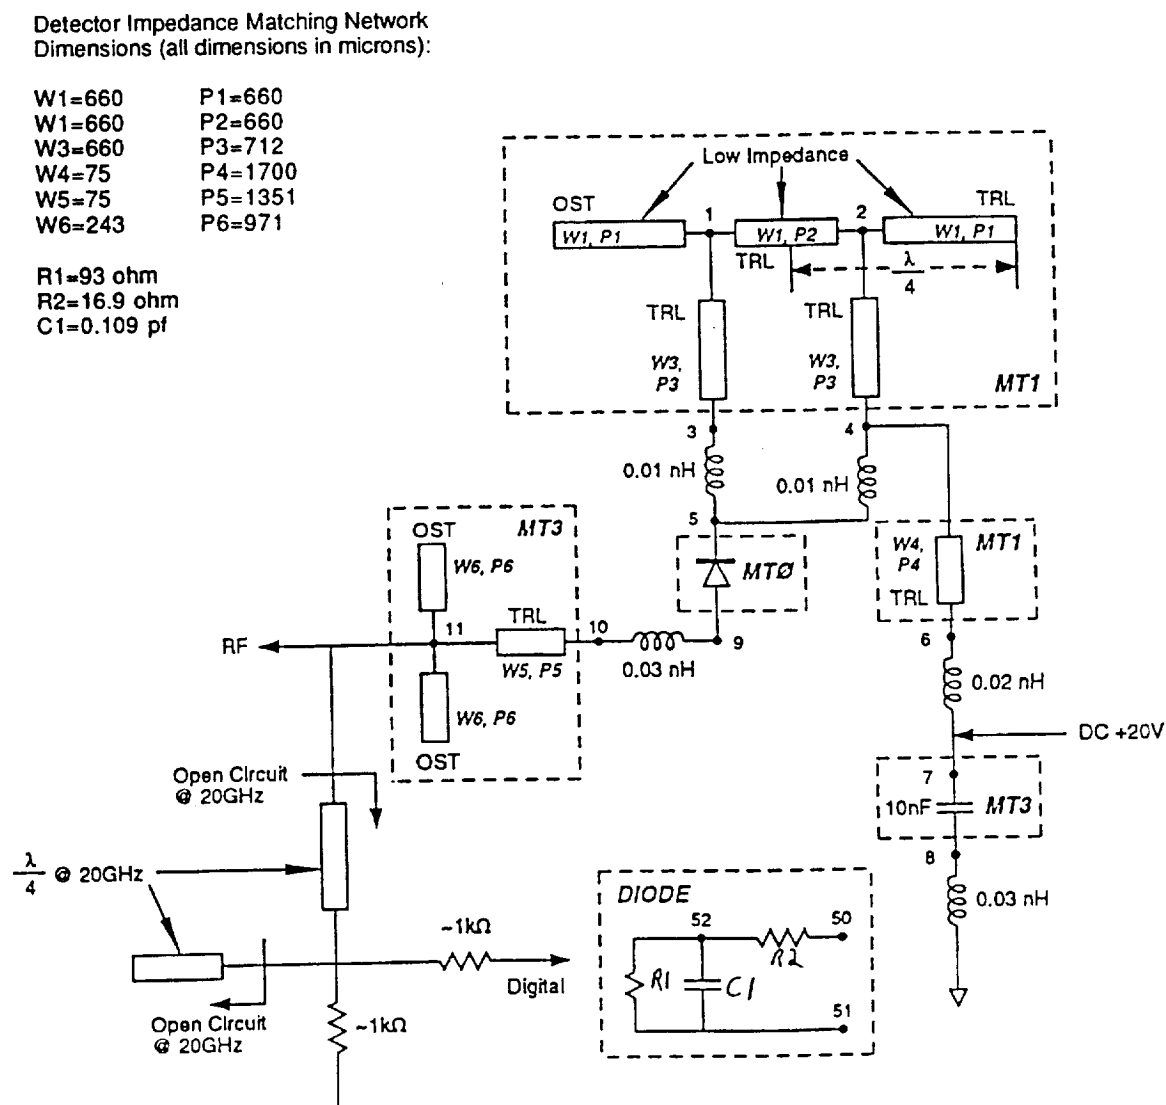 Detector Impedance Matching Network
Dimensions (all dimensions in microns):
W1=660 P1=660
W1=660 P2=660
W3=660 P3=712
W4=75 P4=1700
W5=75 P5=1351
W6=243 P6=971
R1=93 ohm
R2=16.9 ohm
C1=0.109 pf
Low Impedance
OST
1
2
TRL
W1, P1
W1, P2
W1, P1
TRL
λ/4
TRL
TRL
W3,
P3
W3,
P3
MT1
3
4
0.01 nH
0.01 nH
5
OST
MT3
W6, P6
MTØ
W4,
P4
MT1
TRL
TRL
RF
11
10
9
6
W5, P5
0.03 nH
0.02 nH
W6, P6
OST
DC +20V
Open Circuit
@ 20GHz
7
10nF
MT3
8
λ/4 @ 20GHz
0.03 nH
DIODE
52
50
R2
R1
C1
51
~1kΩ
Digital
Open Circuit
@ 20GHz
~1kΩ